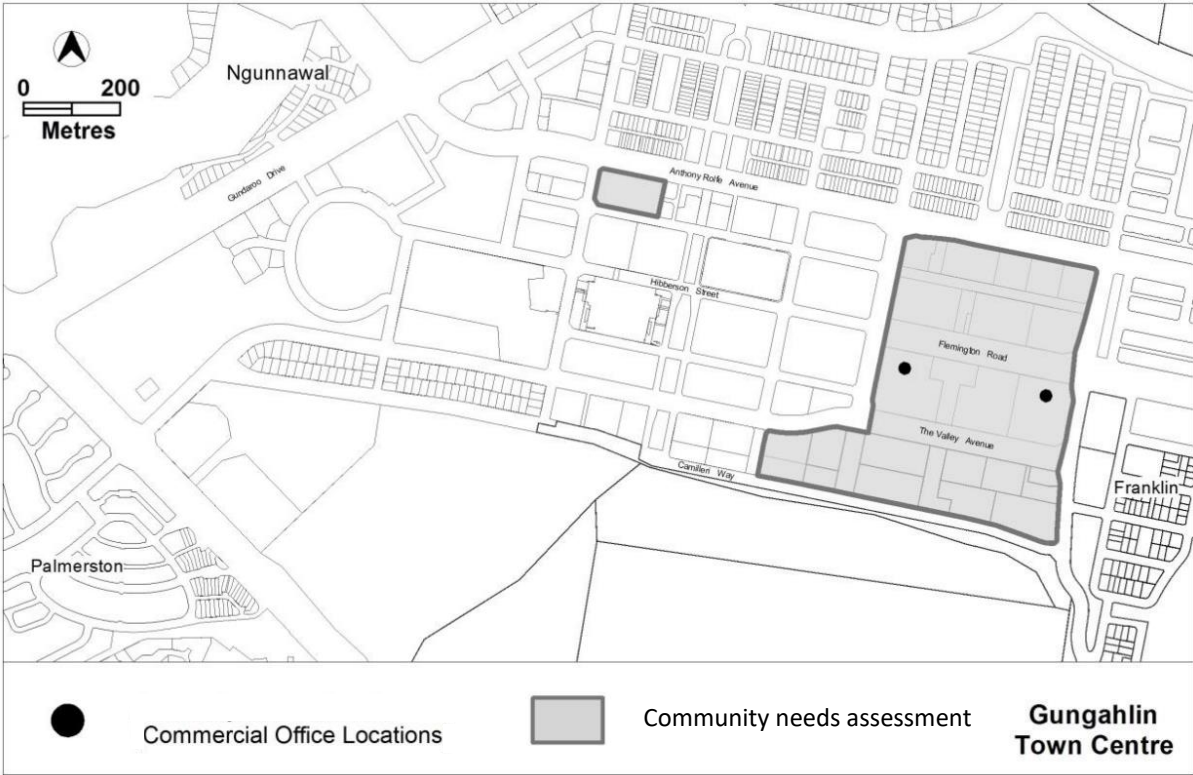 Ngunnawal
0 200
Metres
Gundaroo Drive
Anthony Rolfe Avenue
Hibberson Street
Flemington Road
The Valley Avenue
Camilleri Way
Franklin
Palmerston
Commercial Office Locations
Community needs assessment
Gungahlin
Town Centre